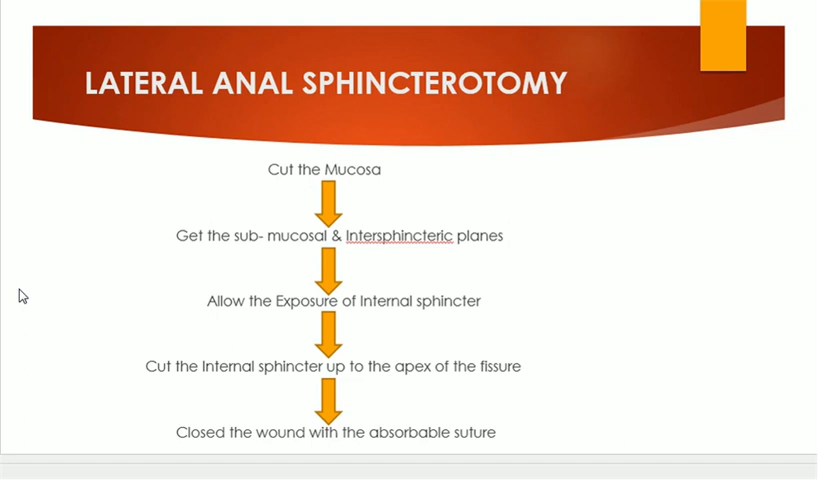 LATERAL ANAL SPHINCTEROTOMY
Cut the Mucosa
Get the sub- mucosal & Intersphincteric planes
Allow the Exposure of Internal sphincter
Cut the Internal sphincter up to the apex of the fissure
Closed the wound with the absorbable suture